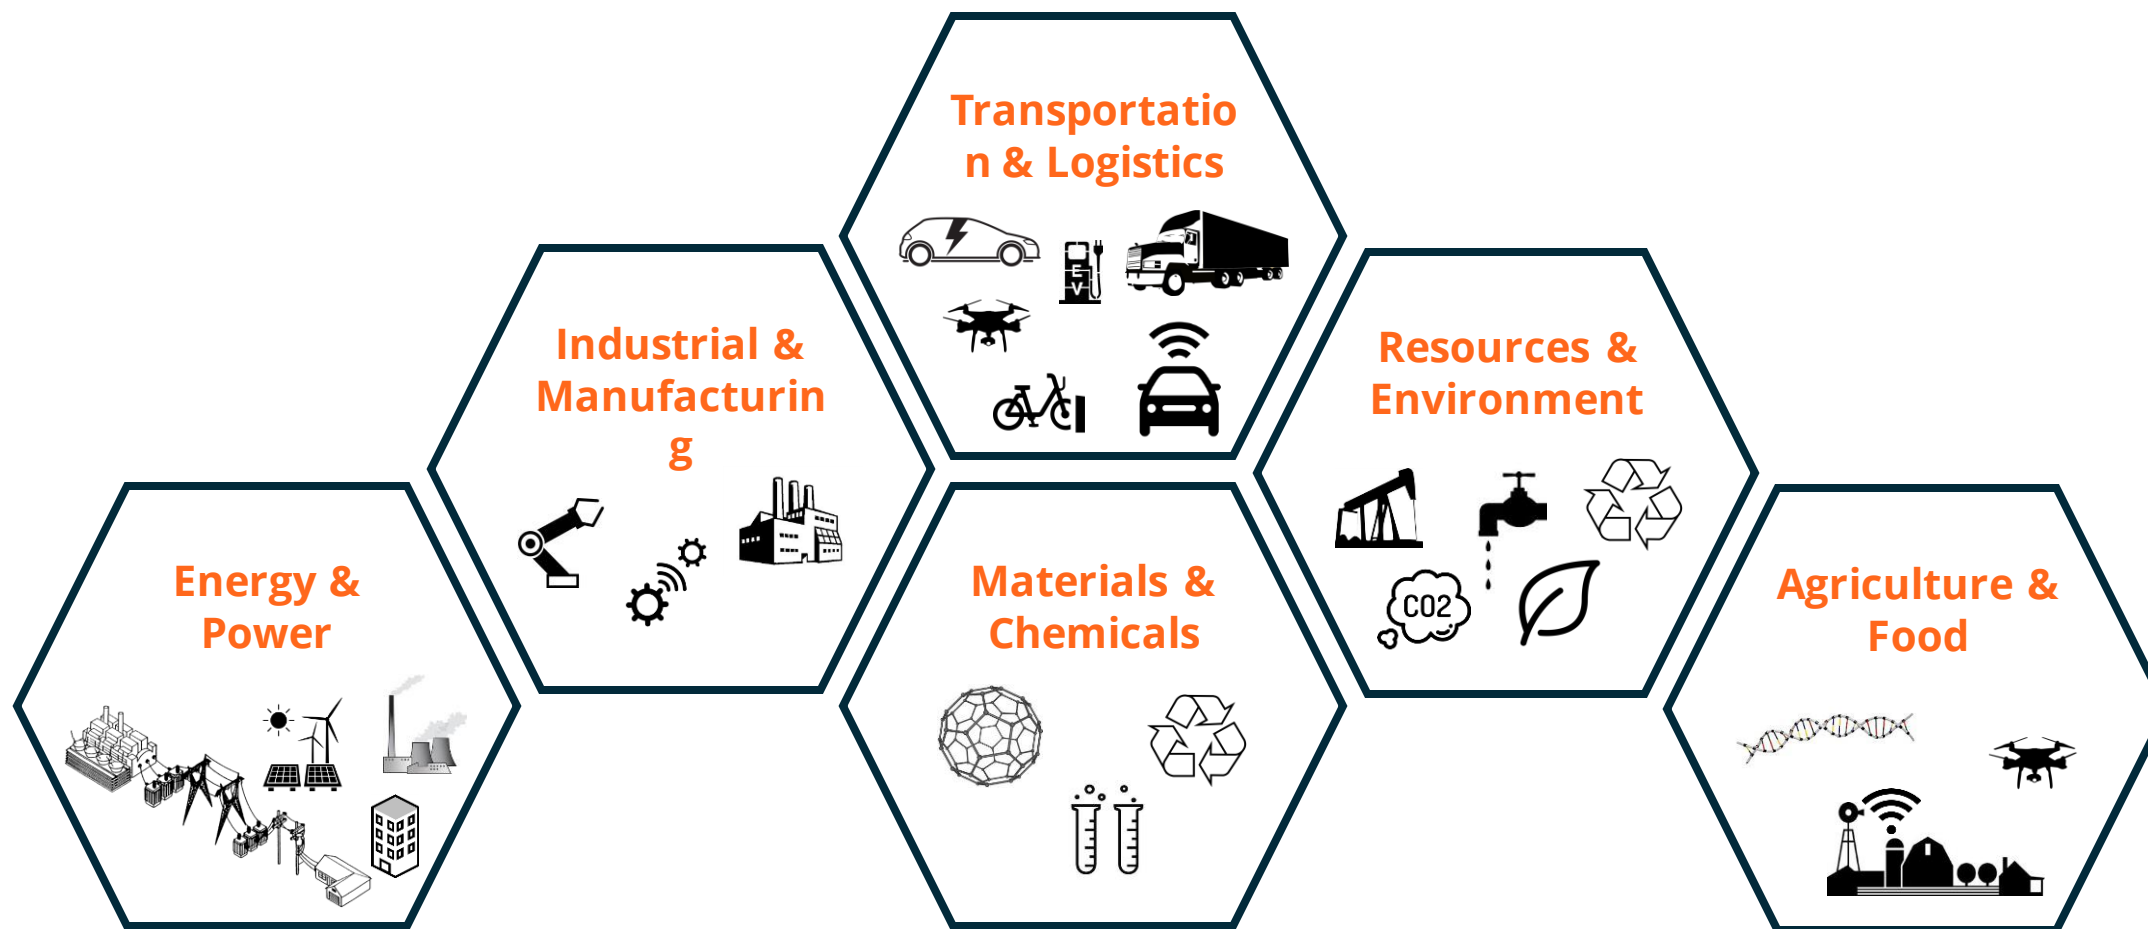 Transportatio
n & Logistics
E
V
Industrial &
Manufacturin
g
Resources &
Environment
CO2
Energy &
Power
Materials &
Chemicals
Agriculture &
Food